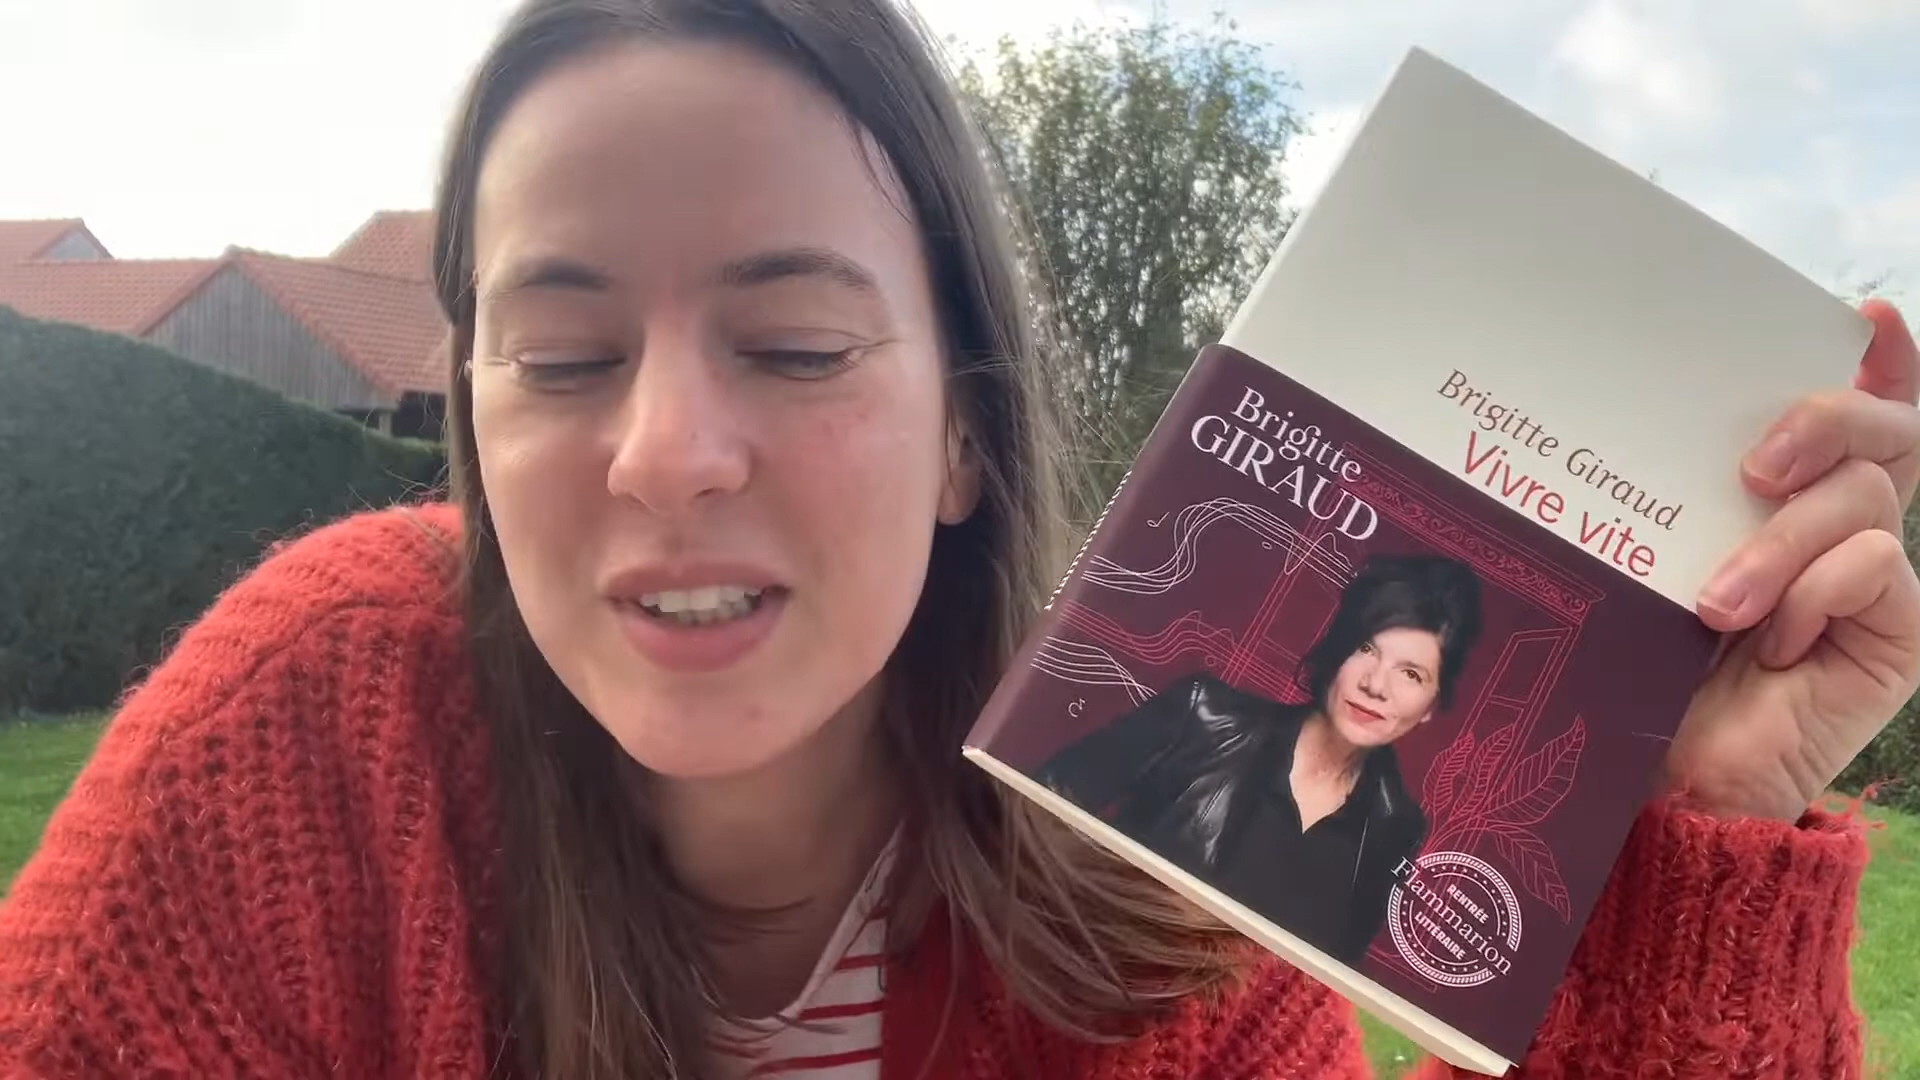 Brigitte Giraud
Vivre vite
Brigitte
GIRAUD
RENTRÉE
Flammarion
LITTÉRAIRE